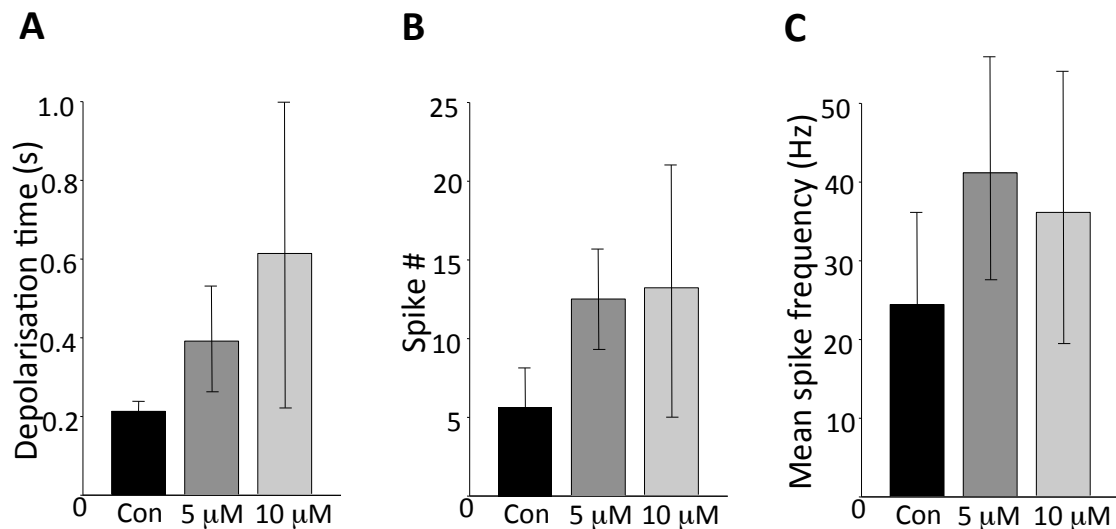 A
Depolarisation time (s)
1.0
0.8
0.6
0.4
0.2
0
Con 5 µM 10 µM
B
Spike #
25
20
15
10
5
0
Con 5 µM 10 µM
C
Mean spike frequency (Hz)
50
40
30
20
10
0
Con 5 µM 10 µM